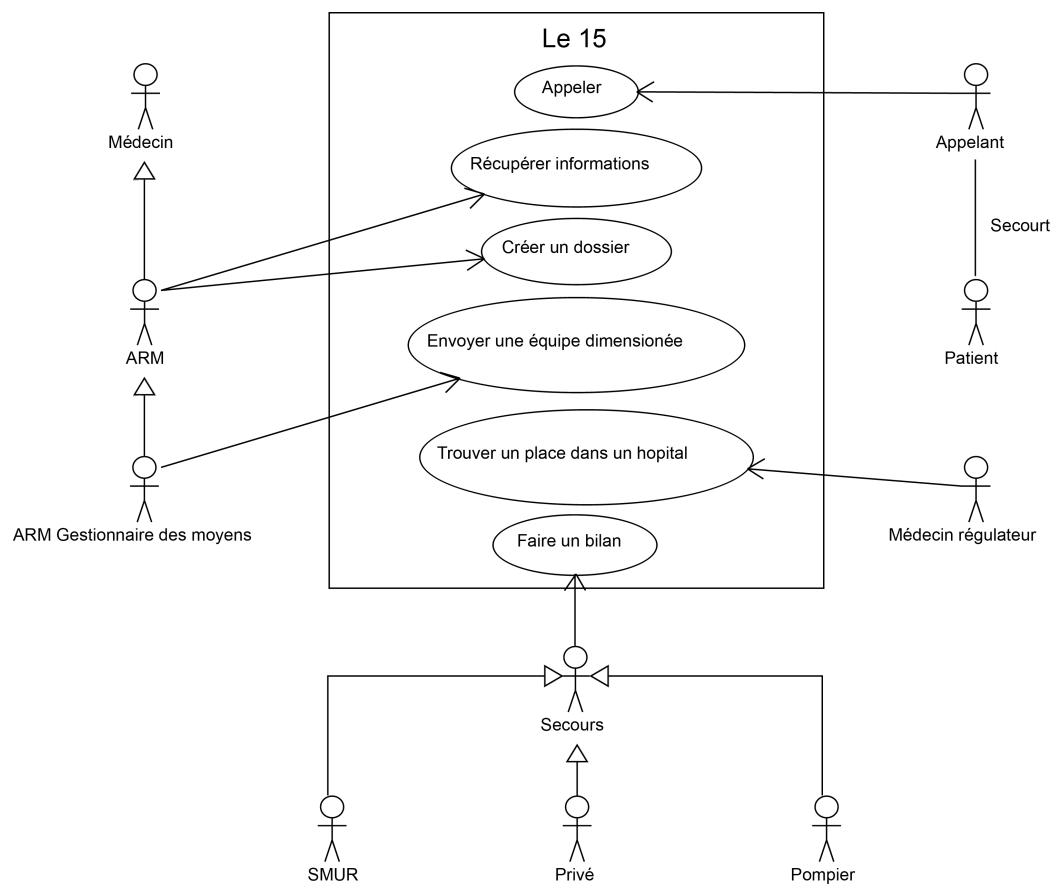 Le 15
Appeler
Médecin
Appelant
Récupérer informations
Secourt
Créer un dossier
ARM
Envoyer une équipe dimensionée
Patient
Trouver un place dans un hopital
ARM Gestionnaire des moyens
Médecin régulateur
Faire un bilan
Secours
SMUR
Privé
Pompier